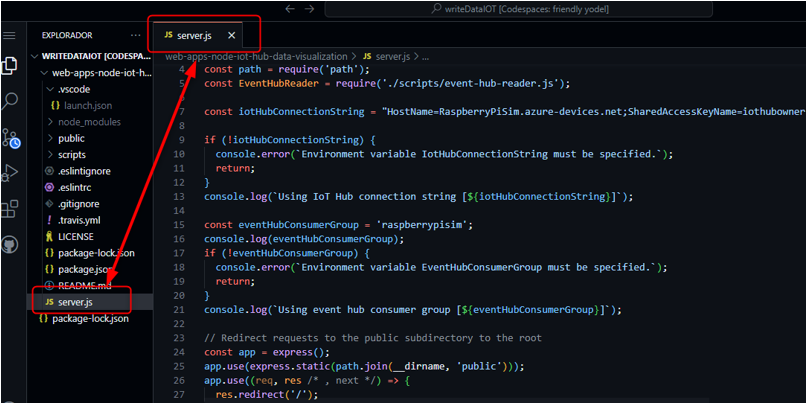 writeDataIOT [Codespaces: friendly yodel]
EXPLORADOR
JS server.js
WRITEDATAIOT [CODESPA...
web-apps-node-iot-h...
.vscode
{} launch.json
node_modules
public
scripts
.eslintignore
.eslintrc
.gitignore
! .travis.yml
LICENSE
{} package-lock.json
{} package.json
README.md
JS server.js
{} package-lock.json
web-apps-node-iot-hub-data-visualization > JS server.js > ...
4 const path = require('path');
5 const EventHubReader = require('./scripts/event-hub-reader.js');
6
7 const iotHubConnectionString = "HostName=RaspberryPiSim.azure-devices.net;SharedAccessKeyName=iothubowner
8
9 if (!iotHubConnectionString) {
10 console.error(`Environment variable IotHubConnectionString must be specified.`);
11 return;
12 }
13 console.log(`Using IoT Hub connection string [${iotHubConnectionString}]`);
14
15 const eventHubConsumerGroup = 'raspberrypisim';
16 console.log(eventHubConsumerGroup);
17 if (!eventHubConsumerGroup) {
18 console.error(`Environment variable EventHubConsumerGroup must be specified.`);
19 return;
20 }
21 console.log(`Using event hub consumer group [${eventHubConsumerGroup}]`);
22
23 // Redirect requests to the public subdirectory to the root
24 const app = express();
25 app.use(express.static(path.join(__dirname, 'public')));
26 app.use((req, res /* , next */) => {
27 res.redirect('/');